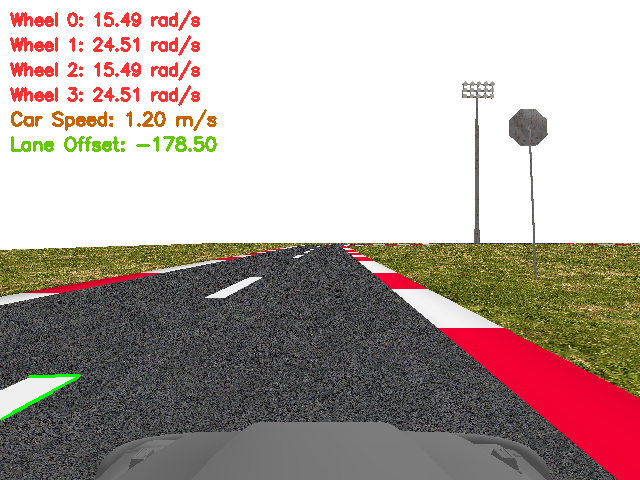 Wheel 0: 15.49 rad/s
Wheel 1: 24.51 rad/s
Wheel 2: 15.49 rad/s
Wheel 3: 24.51 rad/s
Car Speed: 1.20 m/s
Lane Offset: -178.50